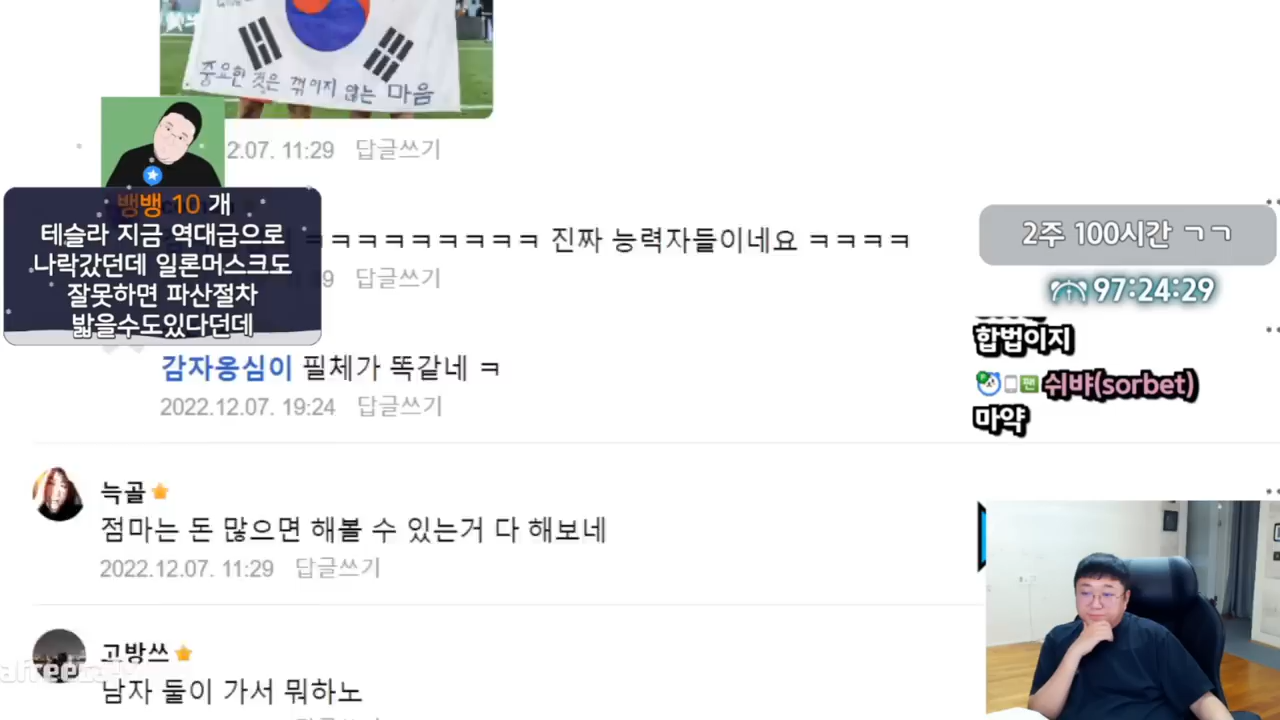 중요한 것은 꺾이지 않는 마음
2.07. 11:29 답글쓰기
뱅뱅 10 개
테슬라 지금 역대급으로
나락갔던데 일론머스크도
잘못하면 파산절차
밟을수도있다던데
ㅋㅋㅋㅋㅋㅋㅋㅋㅋ 진짜 능력자들이네요 ㅋㅋㅋㅋ
답글쓰기
감자옹심이 필체가 똑같네 ㅋ
2022.12.07. 19:24 답글쓰기
늑골
점마는 돈 많으면 해볼 수 있는거 다 해보네
2022.12.07. 11:29 답글쓰기
고방쓰
남자 둘이 가서 뭐하노
2주 100시간 ㄱㄱ
97:24:29
합법이지
팬 쉬뱌(sorbet)
마약